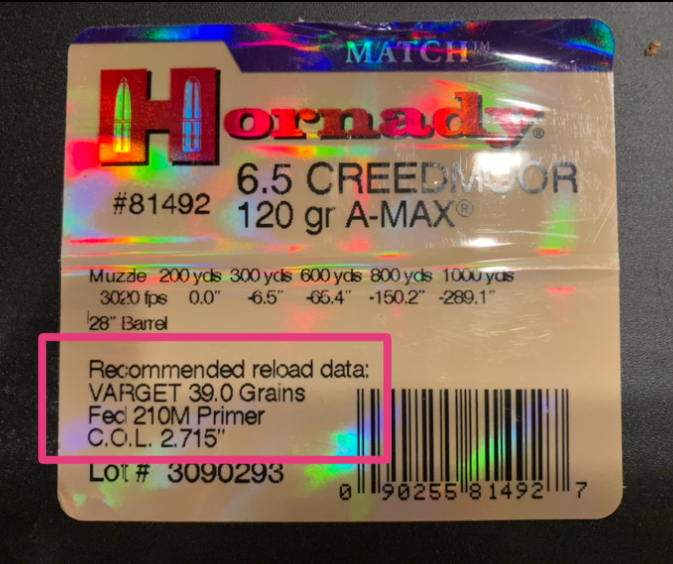 MATCH™
Hornady®
6.5 CREEDMOOR
#81492 120 gr A-MAX®
Muzzle 200 yds 300 yds 600 yds 800 yds 1000 yds
3020 fps 0.0" -6.5" -65.4" -150.2" -289.1"
28" Barrel
Recommended reload data:
VARGET 39.0 Grains
Fed 210M Primer
C.O.L. 2.715"
Lot # 3090293
0 90255 81492 7